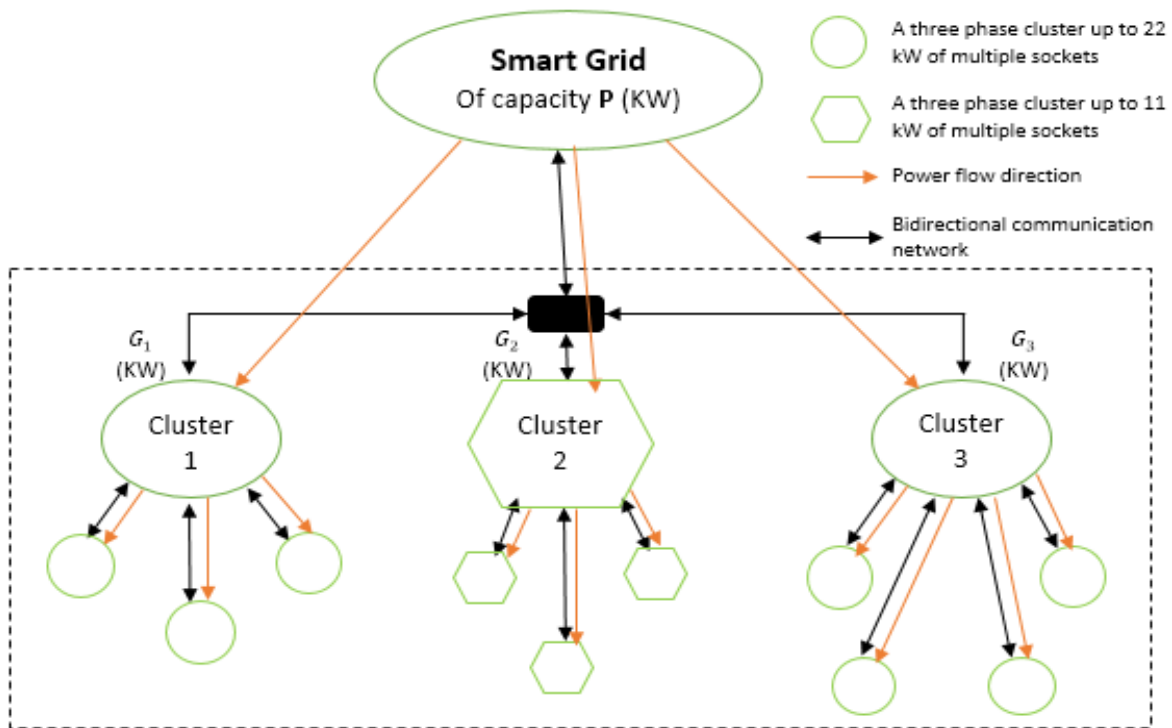 Smart Grid
Of capacity P (KW)
A three phase cluster up to 22
kW of multiple sockets
A three phase cluster up to 11
kW of multiple sockets
Power flow direction
Bidirectional communication
network
G₁
(KW)
G₂
(KW)
G₃
(KW)
Cluster
1
Cluster
2
Cluster
3